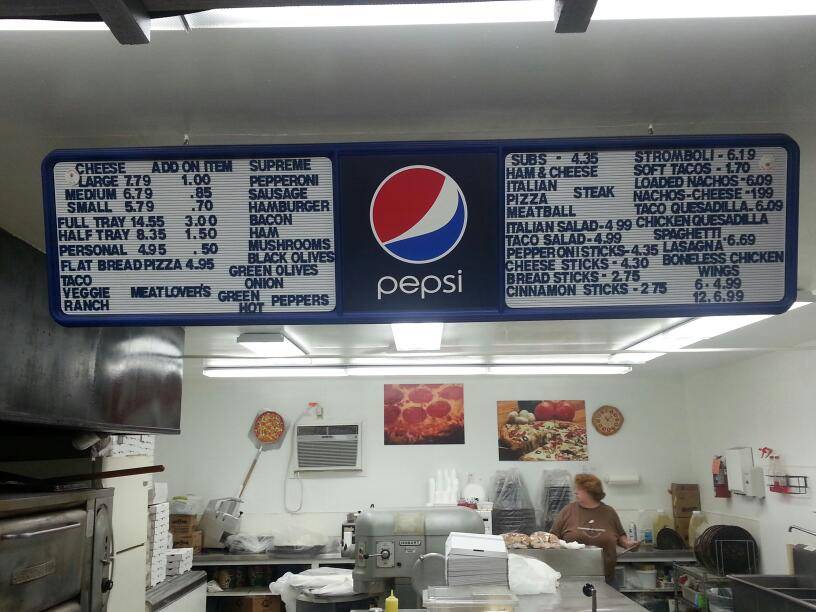 CHEESE ADD ON ITEM SUPREME
LARGE 7.79 1.00 PEPPERONI
MEDIUM 6.79 .85 SAUSAGE
SMALL 5.79 .70 HAMBURGER
FULL TRAY 14.55 3.00 BACON
HALF TRAY 8.35 1.50 HAM
PERSONAL 4.95 .50 MUSHROOMS
BLACK OLIVES
FLAT BREAD PIZZA 4.95 GREEN OLIVES
TACO ONION
VEGGIE MEATLOVER'S GREEN PEPPERS
RANCH HOT
pepsi
SUBS - 4.35
HAM & CHEESE
ITALIAN
PIZZA STEAK
MEATBALL
ITALIAN SALAD - 4.99
TACO SALAD - 4.99
PEPPERONI STICKS - 4.35
CHEESE STICKS - 4.30
BREAD STICKS - 2.75
CINNAMON STICKS - 2.75
STROMBOLI - 6.19
SOFT TACOS - 1.70
LOADED NACHOS - 6.09
NACHOS - CHEESE - 199
TACO QUESADILLA - 6.09
CHICKEN QUESADILLA
SPAGHETTI
LASAGNA 6.69
BONELESS CHICKEN
WINGS
6 - 4.99
12. 6.99
HOBART